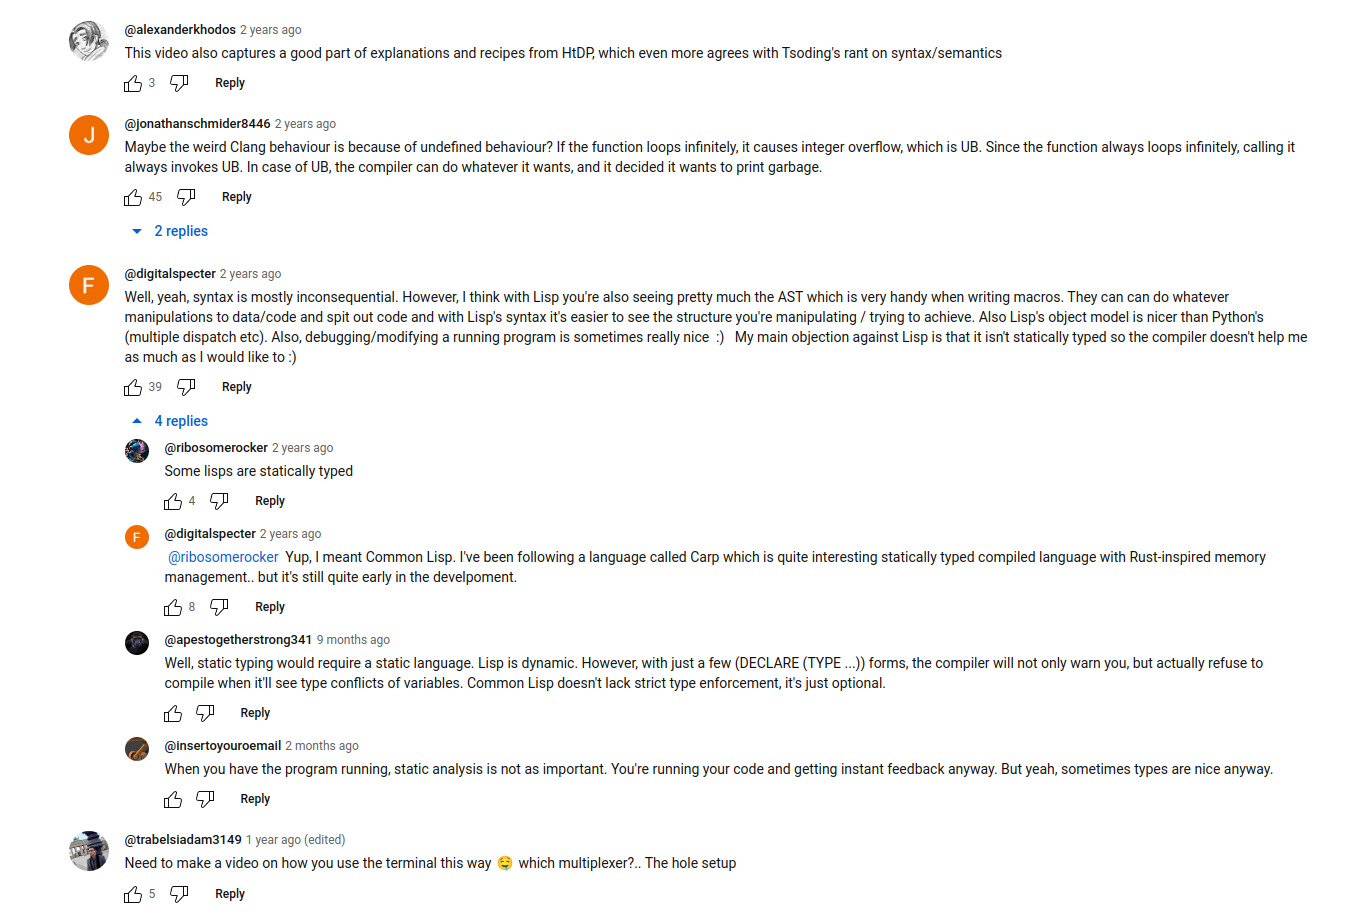 @alexanderkhodos 2 years ago
This video also captures a good part of explanations and recipes from HtDP, which even more agrees with Tsoding's rant on syntax/semantics
3 Reply
J
@jonathanschmider8446 2 years ago
Maybe the weird Clang behaviour is because of undefined behaviour? If the function loops infinitely, it causes integer overflow, which is UB. Since the function always loops infinitely, calling it
always invokes UB. In case of UB, the compiler can do whatever it wants, and it decided it wants to print garbage.
45 Reply
2 replies
F
@digitalspecter 2 years ago
Well, yeah, syntax is mostly inconsequential. However, I think with Lisp you're also seeing pretty much the AST which is very handy when writing macros. They can can do whatever
manipulations to data/code and spit out code and with Lisp's syntax it's easier to see the structure you're manipulating / trying to achieve. Also Lisp's object model is nicer than Python's
(multiple dispatch etc). Also, debugging/modifying a running program is sometimes really nice :) My main objection against Lisp is that it isn't statically typed so the compiler doesn't help me
as much as I would like to :)
39 Reply
4 replies
@ribosomerocker 2 years ago
Some lisps are statically typed
4 Reply
F
@digitalspecter 2 years ago
@ribosomerocker Yup, I meant Common Lisp. I've been following a language called Carp which is quite interesting statically typed compiled language with Rust-inspired memory
management.. but it's still quite early in the develpoment.
8 Reply
@apestogetherstrong341 9 months ago
Well, static typing would require a static language. Lisp is dynamic. However, with just a few (DECLARE (TYPE ...)) forms, the compiler will not only warn you, but actually refuse to
compile when it'll see type conflicts of variables. Common Lisp doesn't lack strict type enforcement, it's just optional.
Reply
@insertoyouroemail 2 months ago
When you have the program running, static analysis is not as important. You're running your code and getting instant feedback anyway. But yeah, sometimes types are nice anyway.
Reply
@trabelsiadam3149 1 year ago (edited)
Need to make a video on how you use the terminal this way 🤤 which multiplexer?.. The hole setup
5 Reply